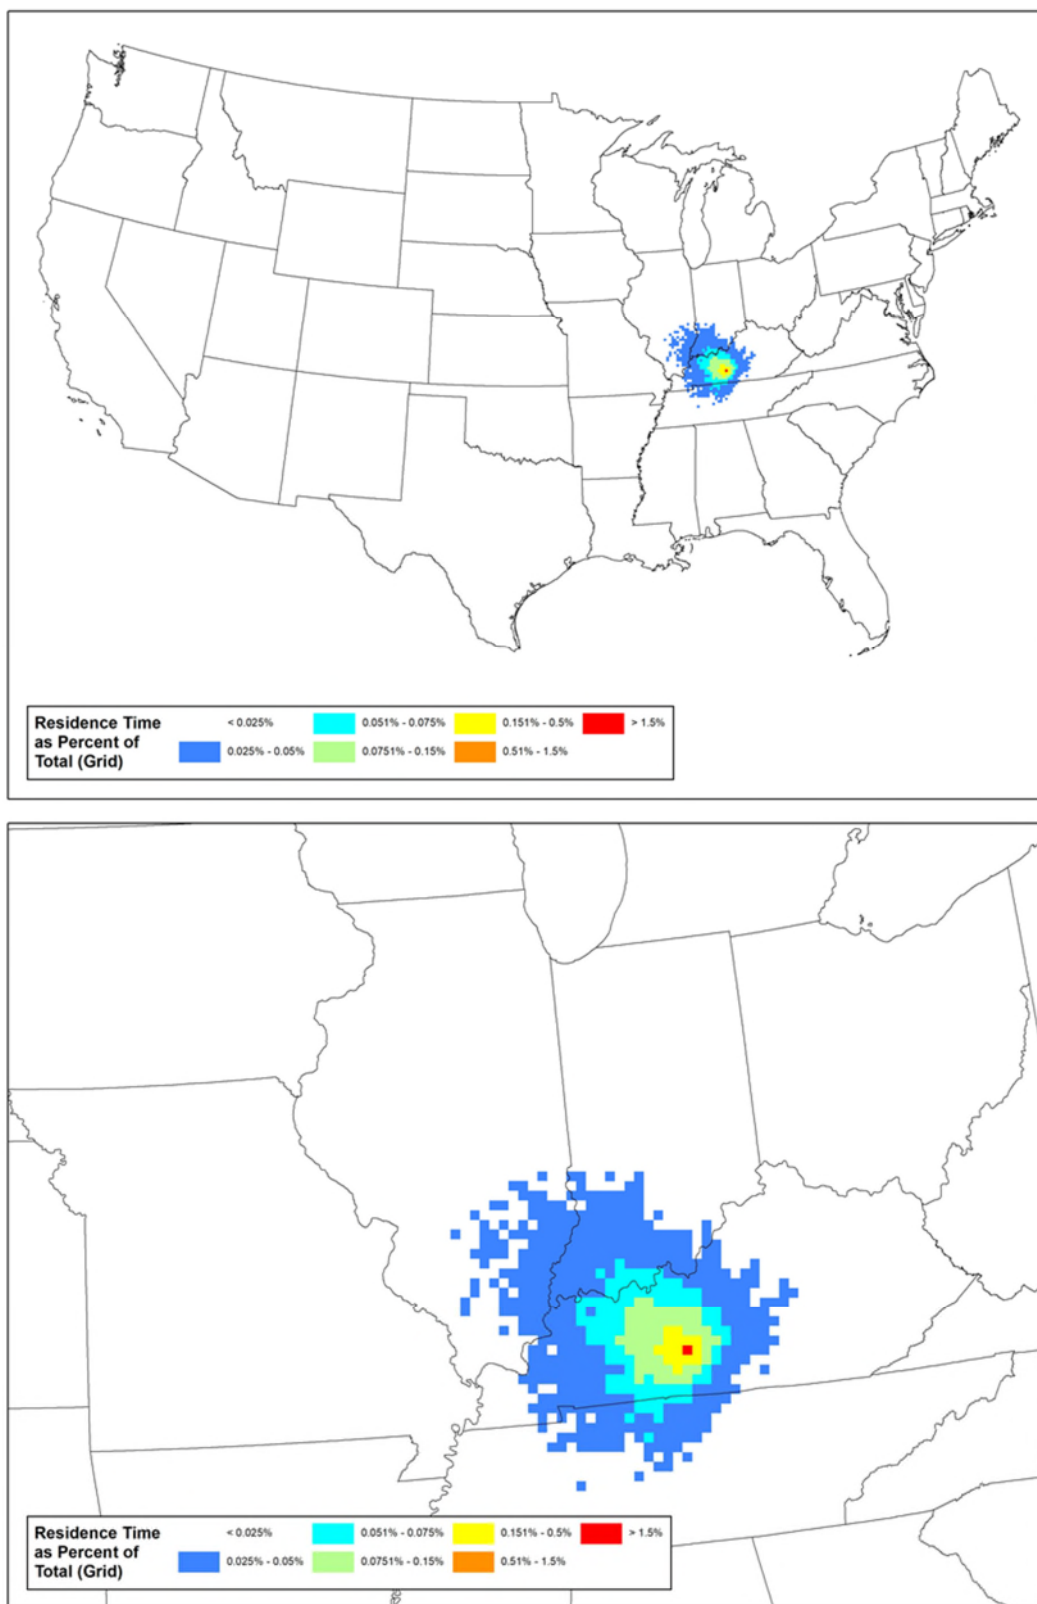 Residence Time
as Percent of
Total (Grid)
< 0.025%
0.051% - 0.075%
0.151% - 0.5%
> 1.5%
0.025% - 0.05%
0.0751% - 0.15%
0.51% - 1.5%
Residence Time
as Percent of
Total (Grid)
< 0.025%
0.051% - 0.075%
0.151% - 0.5%
> 1.5%
0.025% - 0.05%
0.0751% - 0.15%
0.51% - 1.5%